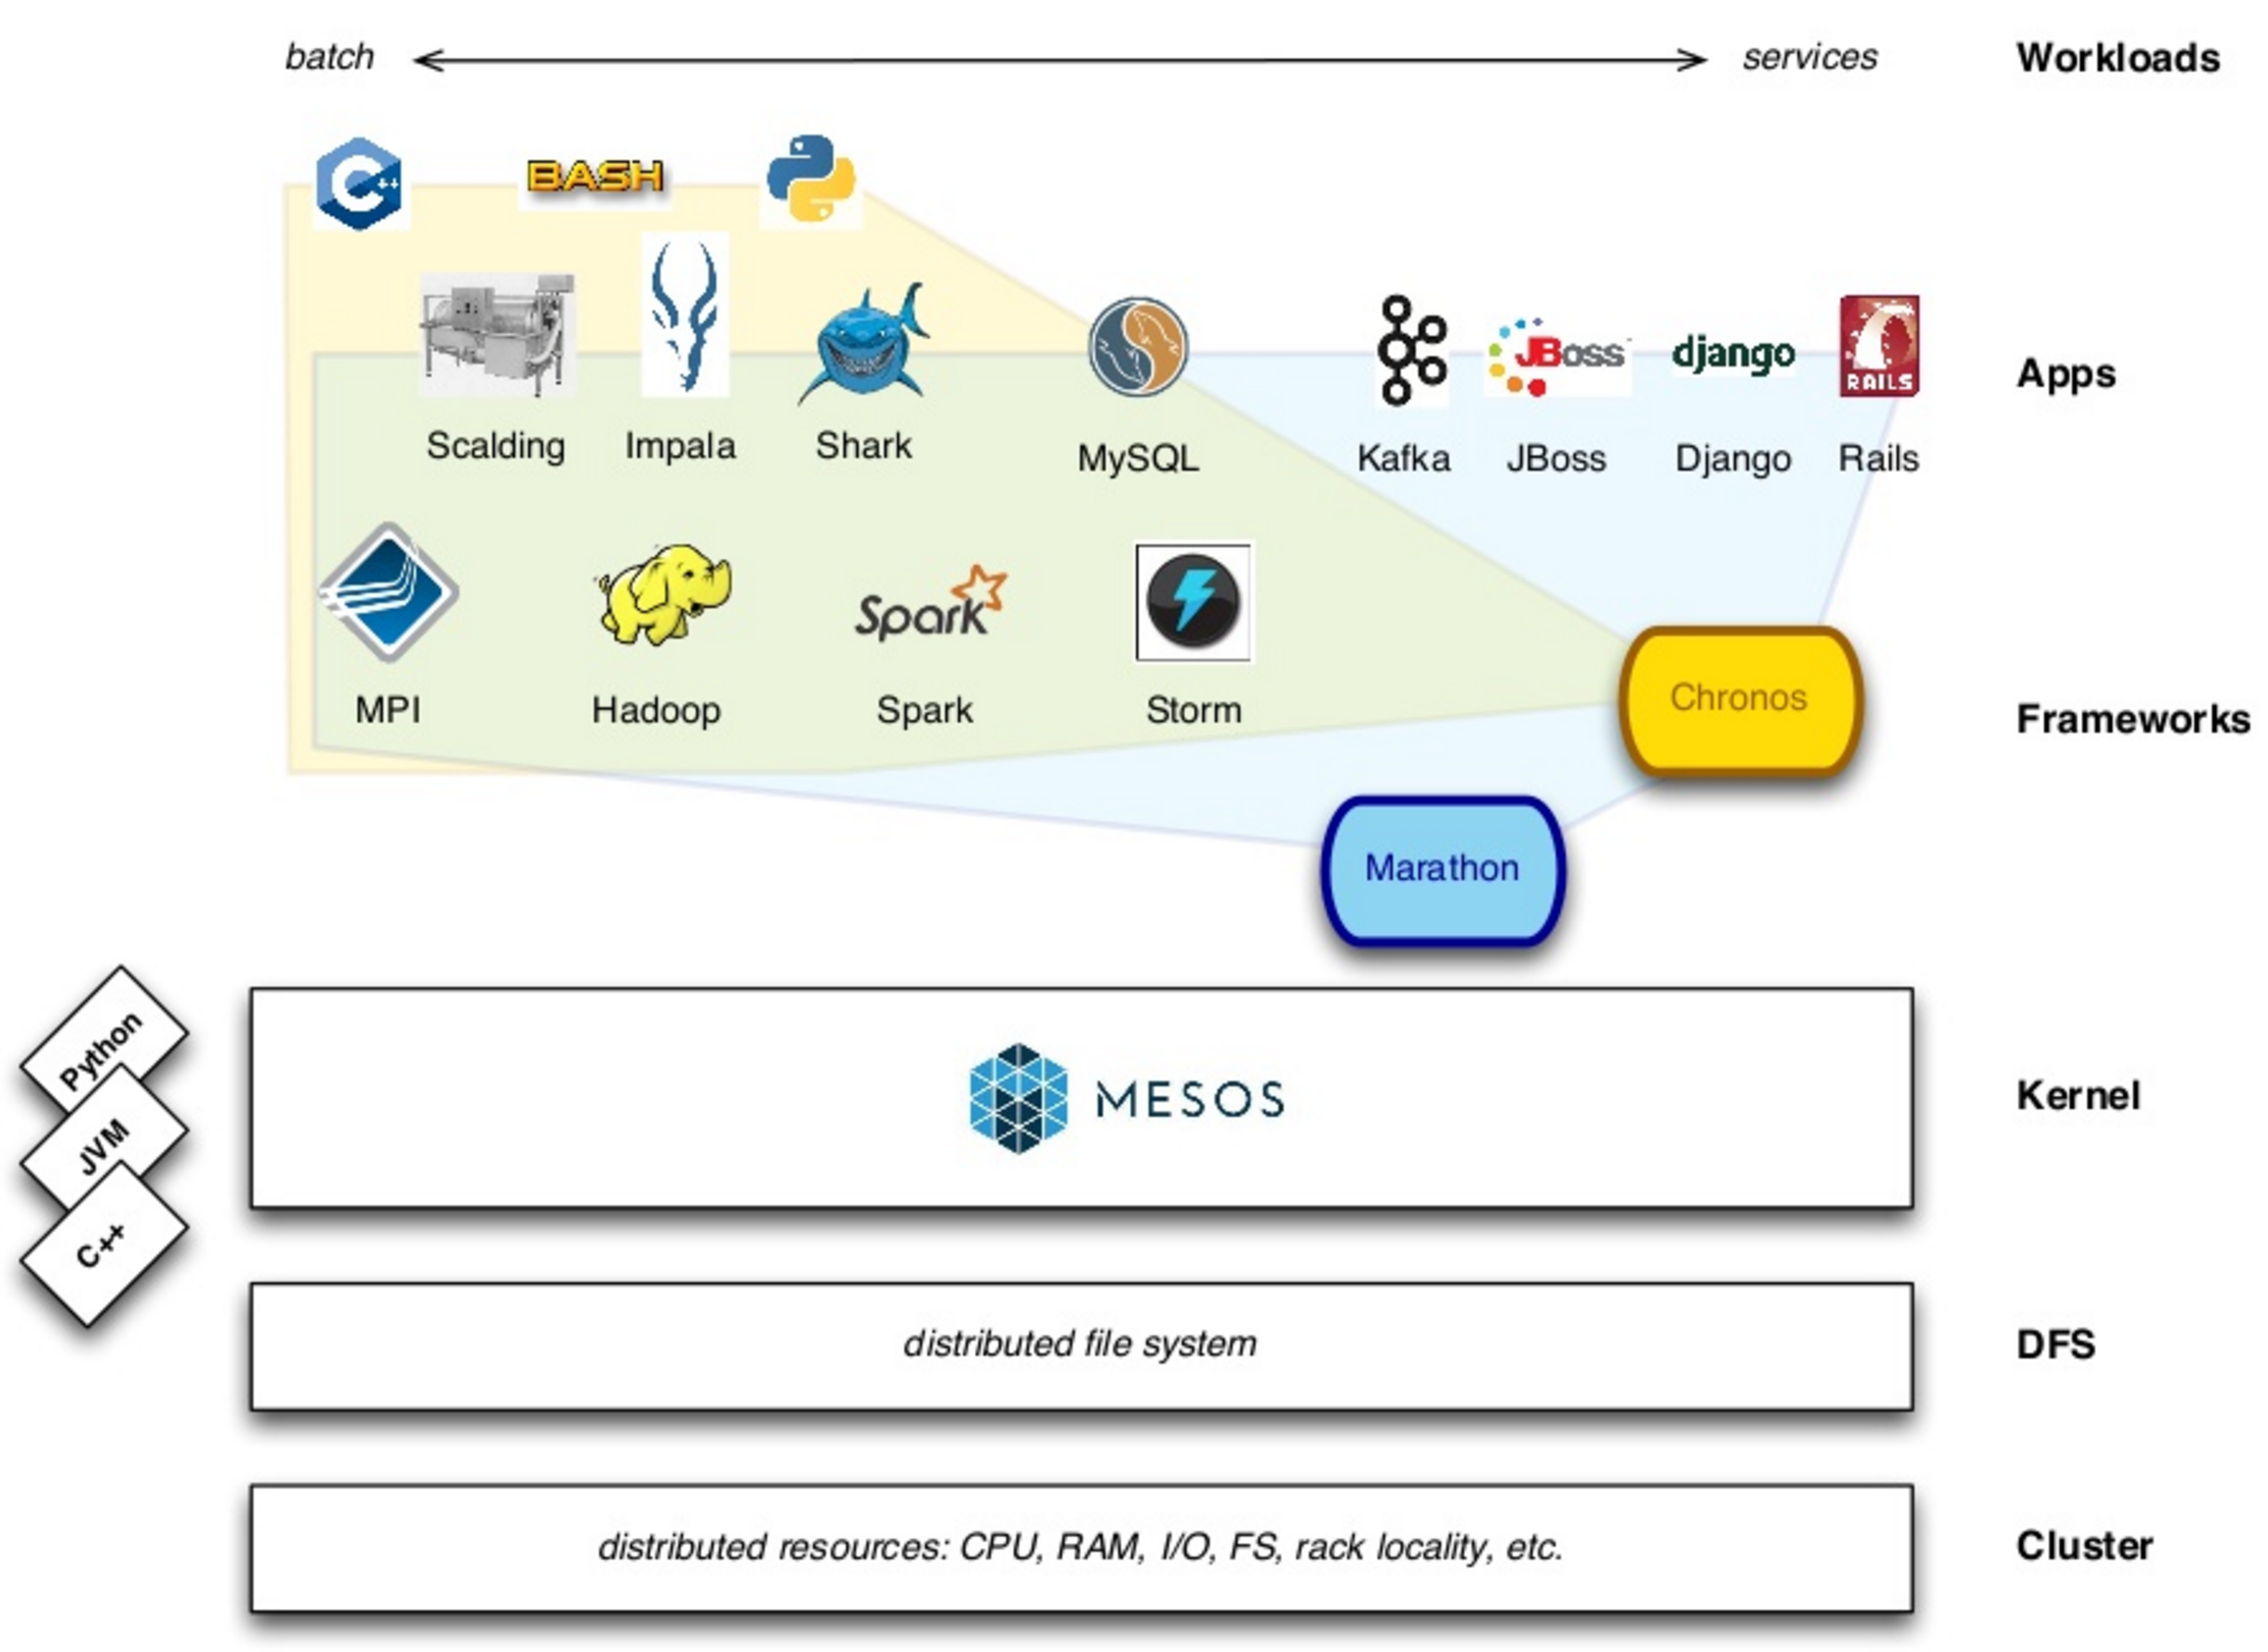 batch
services
Workloads
C++
BASH
Scalding
Impala
Shark
MySQL
JBoss
django
RAILS
Kafka
JBoss
Django
Rails
Apps
MPI
Hadoop
Spark
Spark
Storm
Chronos
Frameworks
Marathon
Python
JVM
C++
MESOS
Kernel
distributed file system
DFS
distributed resources: CPU, RAM, I/O, FS, rack locality, etc.
Cluster